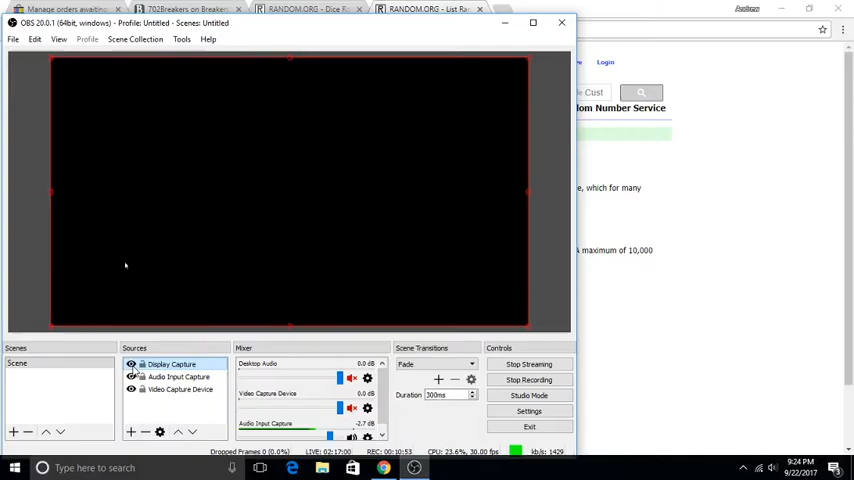 Manage orders awaiti
702Breakers on Breakers
RANDOM.ORG - Dice F
RANDOM.ORG - List Ra
Andrew
OBS 20.0.1 (64bit, windows) - Profile: Untitled - Scenes: Untitled
File Edit View Profile Scene Collection Tools Help
Login
le Cust
dom Number Service
e, which for many
A maximum of 10,000
Scenes
Sources
Mixer
Scene Transitions
Controls
Scene
Display Capture
Audio Input Capture
Video Capture Device
Desktop Audio 0.0 dB
Video Capture Device 0.0 dB
Audio Input Capture -2.7 dB
Fade
Duration 300ms
Stop Streaming
Stop Recording
Studio Mode
Settings
Exit
Dropped Frames 0 (0.0%) LIVE: 02:17:00 REC: 00:10:53 CPU: 23.6%, 30.00 fps kb/s: 1429
Type here to search
9:24 PM
9/22/2017
3